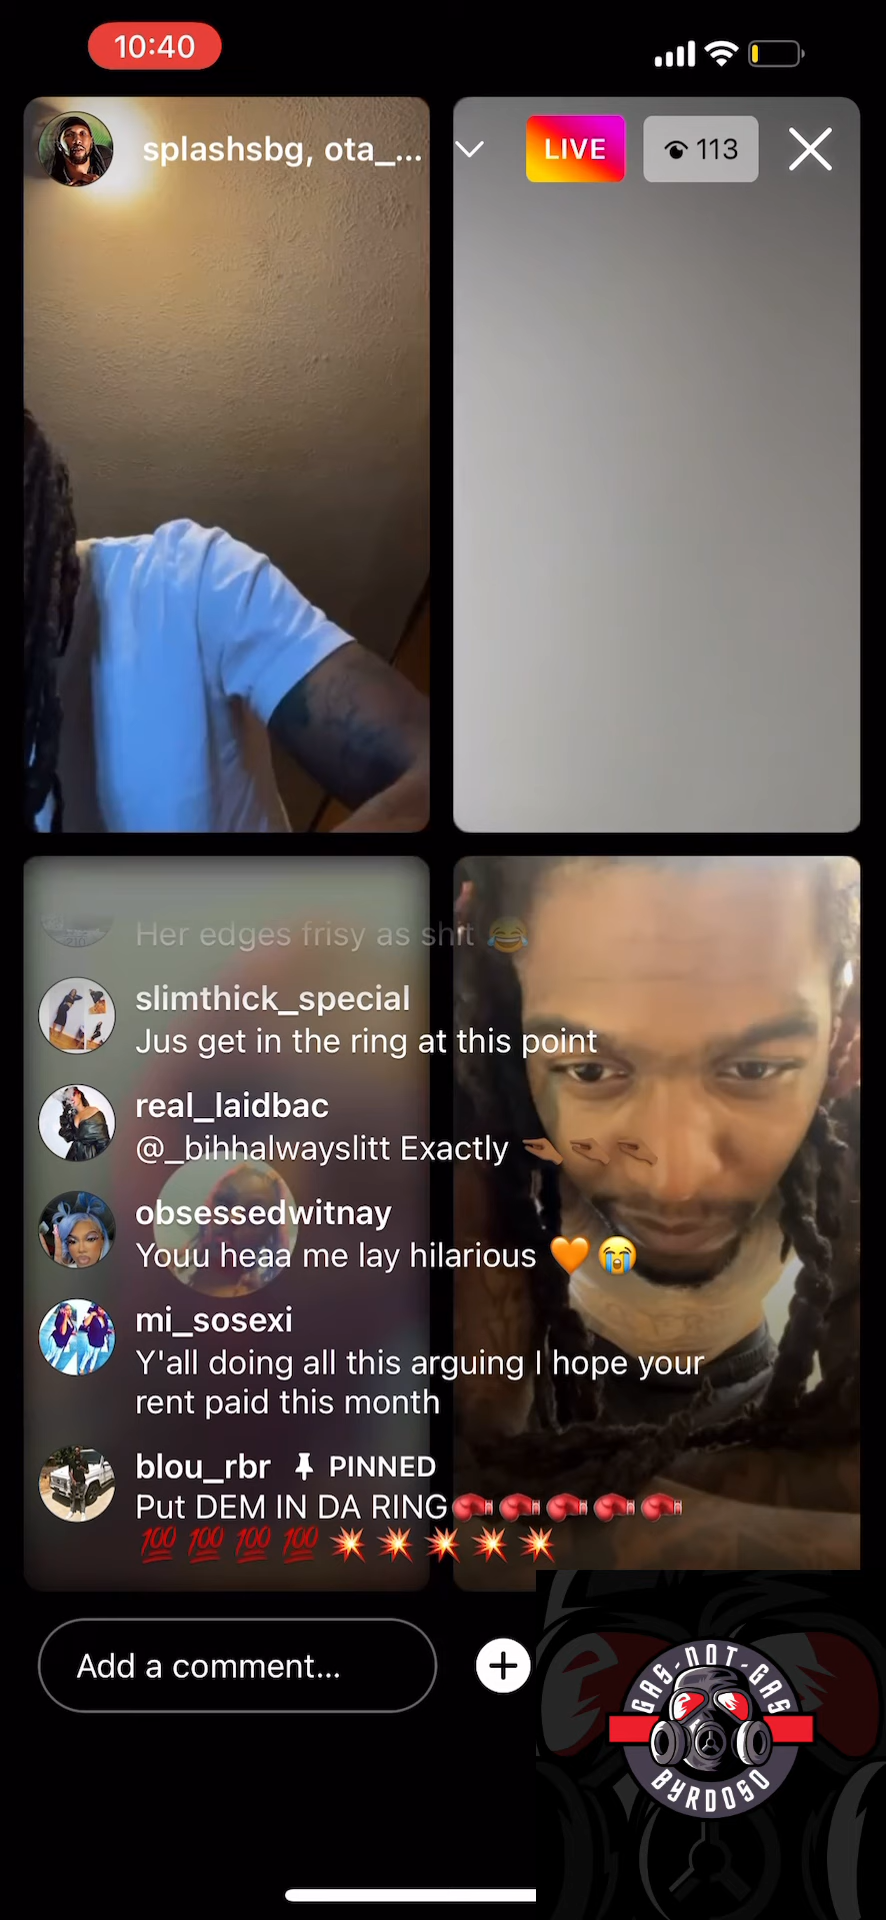 10:40
splashsbg, ota_...
LIVE
113
Her edges frisy as shit 😂
slimthick_special
Jus get in the ring at this point
real_laidbac
@_bihhalwayslitt Exactly 🤏🏾🤏🏾🤏🏾
obsessedwitnay
Youu heaa me lay hilarious 🧡😭
mi_sosexi
Y'all doing all this arguing I hope your
rent paid this month
blou_rbr PINNED
Put DEM IN DA RING🥊🥊🥊🥊🥊
💯💯💯💯💥💥💥💥💥
Add a comment...
GAS-NOT-GAS
BYRDOSO